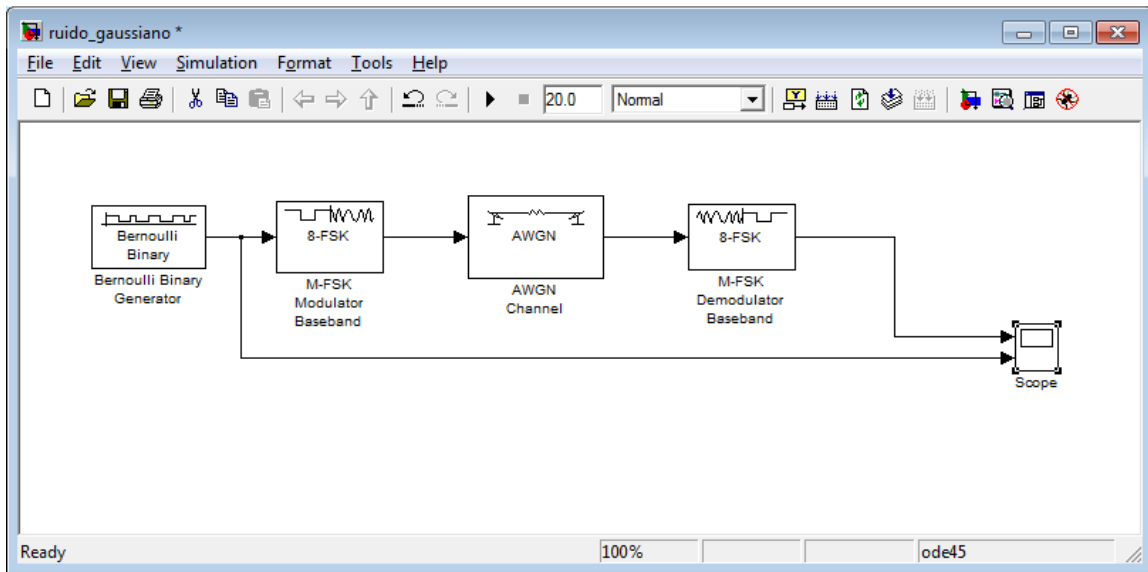 ruido_gaussiano *
File Edit View Simulation Format Tools Help
20.0 Normal
Bernoulli
Binary
Bernoulli Binary
Generator
8-FSK
M-FSK
Modulator
Baseband
AWGN
AWGN
Channel
8-FSK
M-FSK
Demodulator
Baseband
Scope
Ready 100% ode45